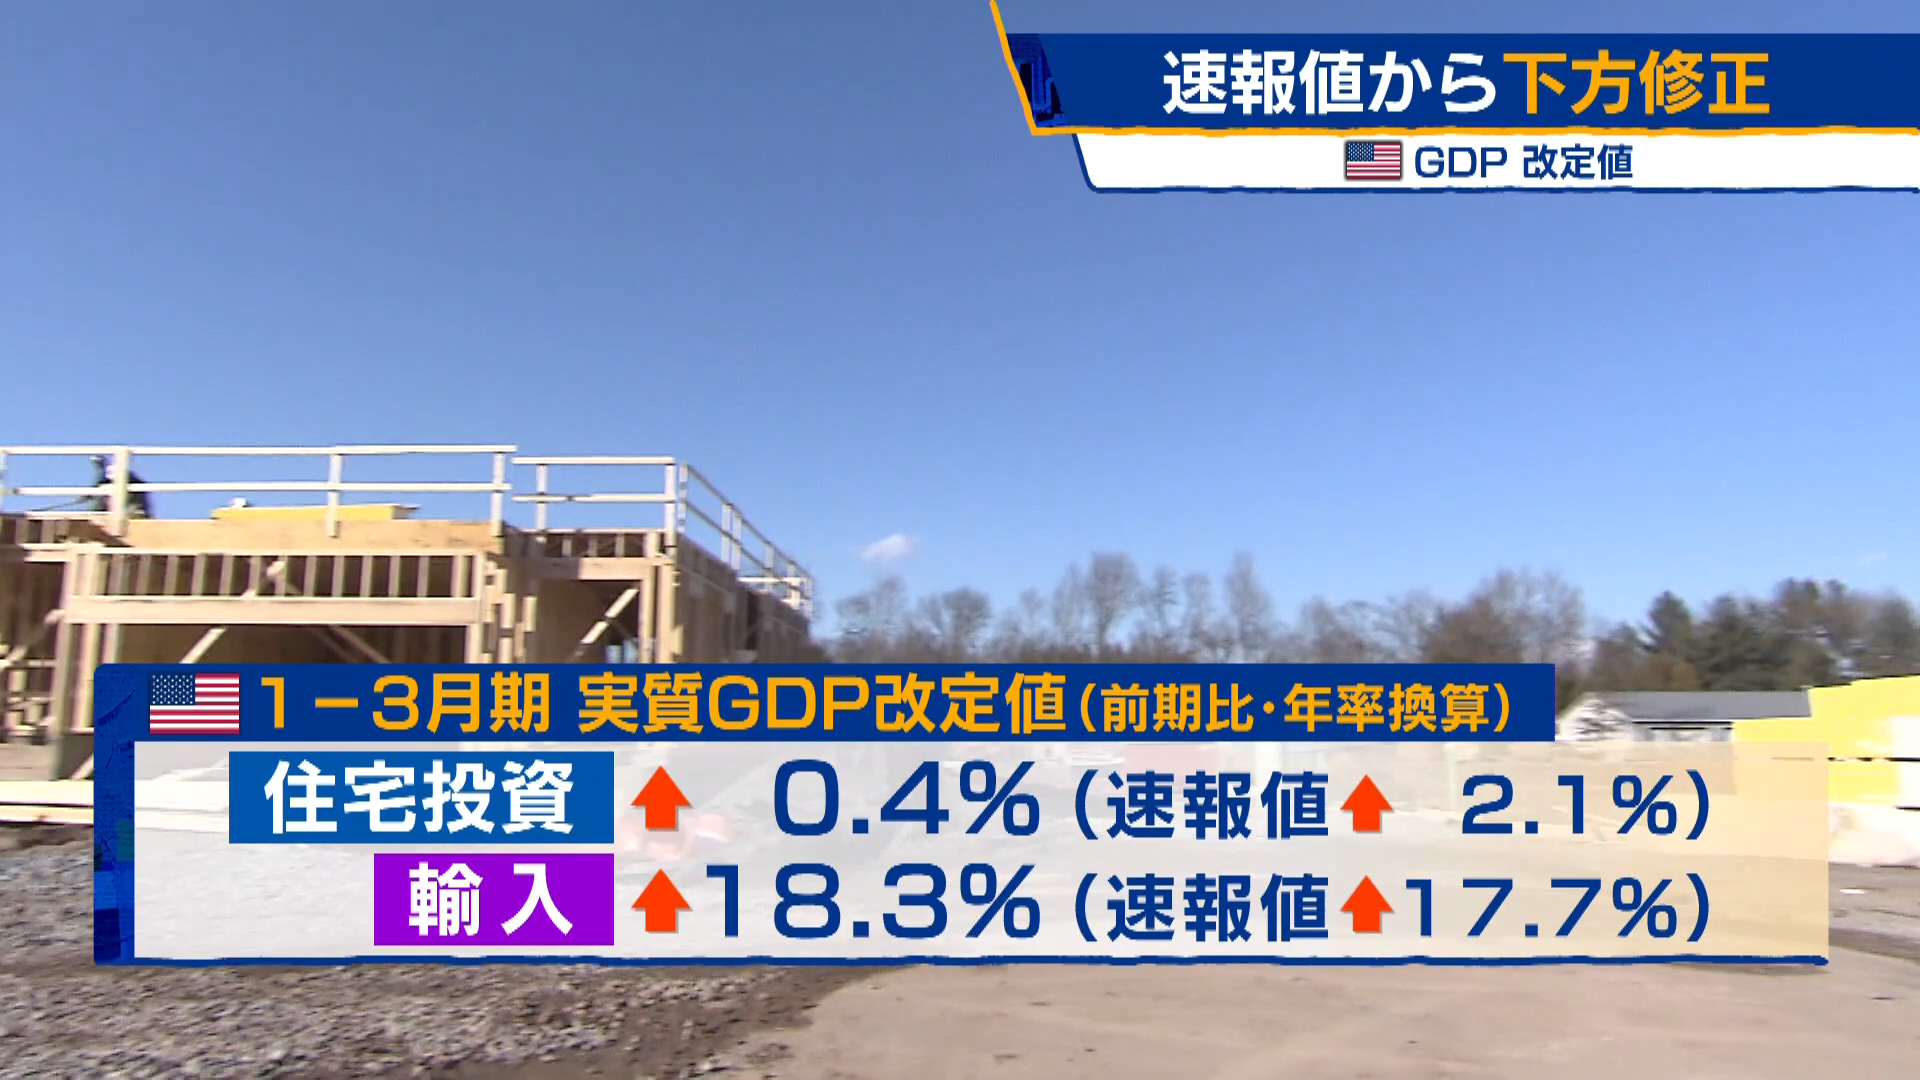 速報値から下方修正
GDP 改定値
1-3月期 実質GDP改定値(前期比・年率換算)
住宅投資 ⬆ 0.4%(速報値⬆ 2.1%)
輸入 ⬆18.3%(速報値⬆17.7%)